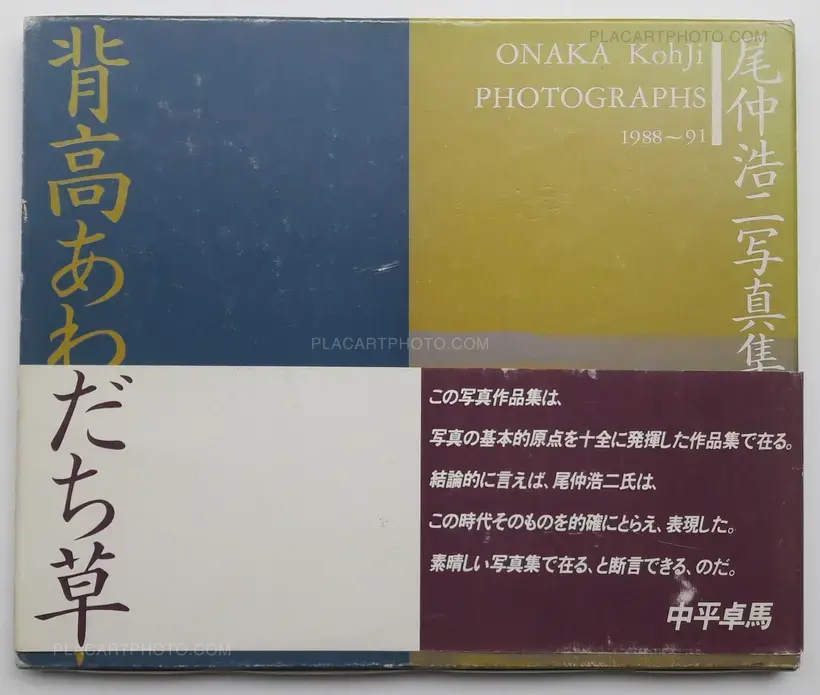 PLACARTPHOTO.COM
背高あわだち草
ONAKA KohJi
PHOTOGRAPHS
1988〜91
尾仲浩二写真集
PLACARTPHOTO.COM
この写真作品集は、
写真の基本的原点を十全に発揮した作品集で在る。
結論的に言えば、尾仲浩二氏は、
この時代そのものを的確にとらえ、表現した。
素晴しい写真集で在る、と断言できる、のだ。
中平卓馬
PLACARTPHOTO.COM